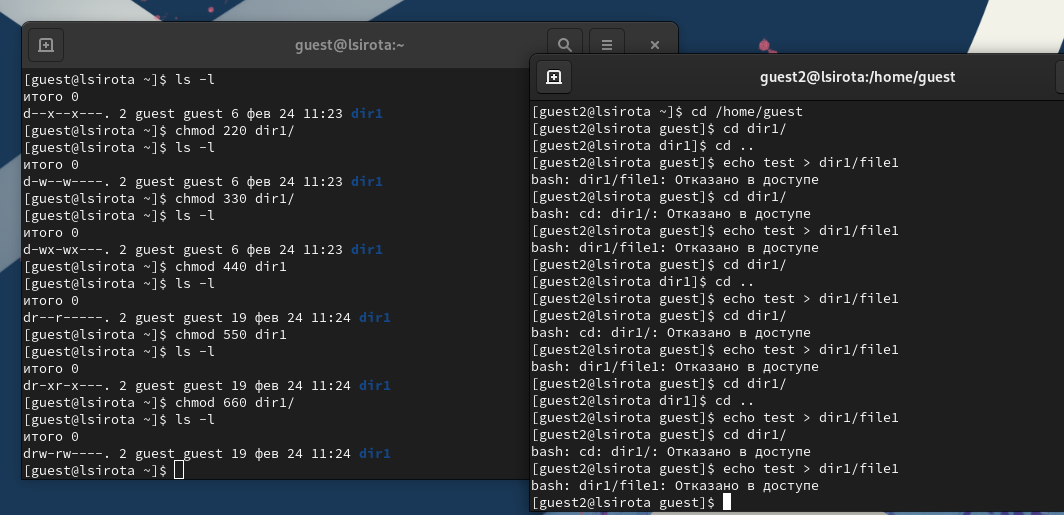 guest@lsirota:~
[guest@lsirota ~]$ ls -l
итого 0
d--x--x---. 2 guest guest 6 фев 24 11:23 dir1
[guest@lsirota ~]$ chmod 220 dir1/
[guest@lsirota ~]$ ls -l
итого 0
d-w--w----. 2 guest guest 6 фев 24 11:23 dir1
[guest@lsirota ~]$ chmod 330 dir1/
[guest@lsirota ~]$ ls -l
итого 0
d-wx-wx---. 2 guest guest 6 фев 24 11:23 dir1
[guest@lsirota ~]$ chmod 440 dir1
[guest@lsirota ~]$ ls -l
итого 0
dr--r-----. 2 guest guest 19 фев 24 11:24 dir1
[guest@lsirota ~]$ chmod 550 dir1
[guest@lsirota ~]$ ls -l
итого 0
dr-xr-x---. 2 guest guest 19 фев 24 11:24 dir1
[guest@lsirota ~]$ chmod 660 dir1/
[guest@lsirota ~]$ ls -l
итого 0
drw-rw----. 2 guest guest 19 фев 24 11:24 dir1
[guest@lsirota ~]$
guest2@lsirota:/home/guest
[guest2@lsirota ~]$ cd /home/guest
[guest2@lsirota guest]$ cd dir1/
[guest2@lsirota dir1]$ cd ..
[guest2@lsirota guest]$ echo test > dir1/file1
bash: dir1/file1: Отказано в доступе
[guest2@lsirota guest]$ cd dir1/
bash: cd: dir1/: Отказано в доступе
[guest2@lsirota guest]$ echo test > dir1/file1
bash: dir1/file1: Отказано в доступе
[guest2@lsirota guest]$ cd dir1/
[guest2@lsirota dir1]$ cd ..
[guest2@lsirota guest]$ echo test > dir1/file1
[guest2@lsirota guest]$ cd dir1/
bash: cd: dir1/: Отказано в доступе
[guest2@lsirota guest]$ echo test > dir1/file1
bash: dir1/file1: Отказано в доступе
[guest2@lsirota guest]$ cd dir1/
[guest2@lsirota dir1]$ cd ..
[guest2@lsirota guest]$ echo test > dir1/file1
[guest2@lsirota guest]$ cd dir1/
bash: cd: dir1/: Отказано в доступе
[guest2@lsirota guest]$ echo test > dir1/file1
bash: dir1/file1: Отказано в доступе
[guest2@lsirota guest]$